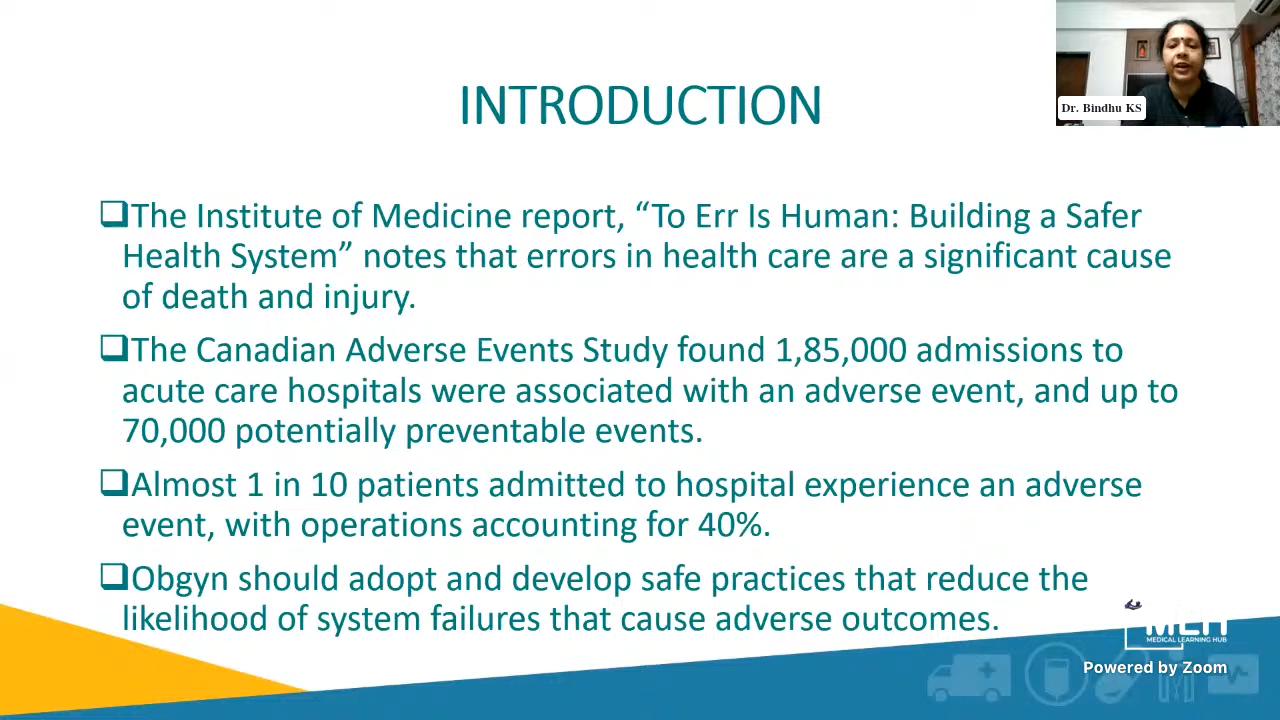 INTRODUCTION
Dr. Bindhu KS
❑The Institute of Medicine report, “To Err Is Human: Building a Safer
Health System” notes that errors in health care are a significant cause
of death and injury.
❑The Canadian Adverse Events Study found 1,85,000 admissions to
acute care hospitals were associated with an adverse event, and up to
70,000 potentially preventable events.
❑Almost 1 in 10 patients admitted to hospital experience an adverse
event, with operations accounting for 40%.
❑Obgyn should adopt and develop safe practices that reduce the
likelihood of system failures that cause adverse outcomes.
MEDICAL LEARNING HUB
Powered by Zoom